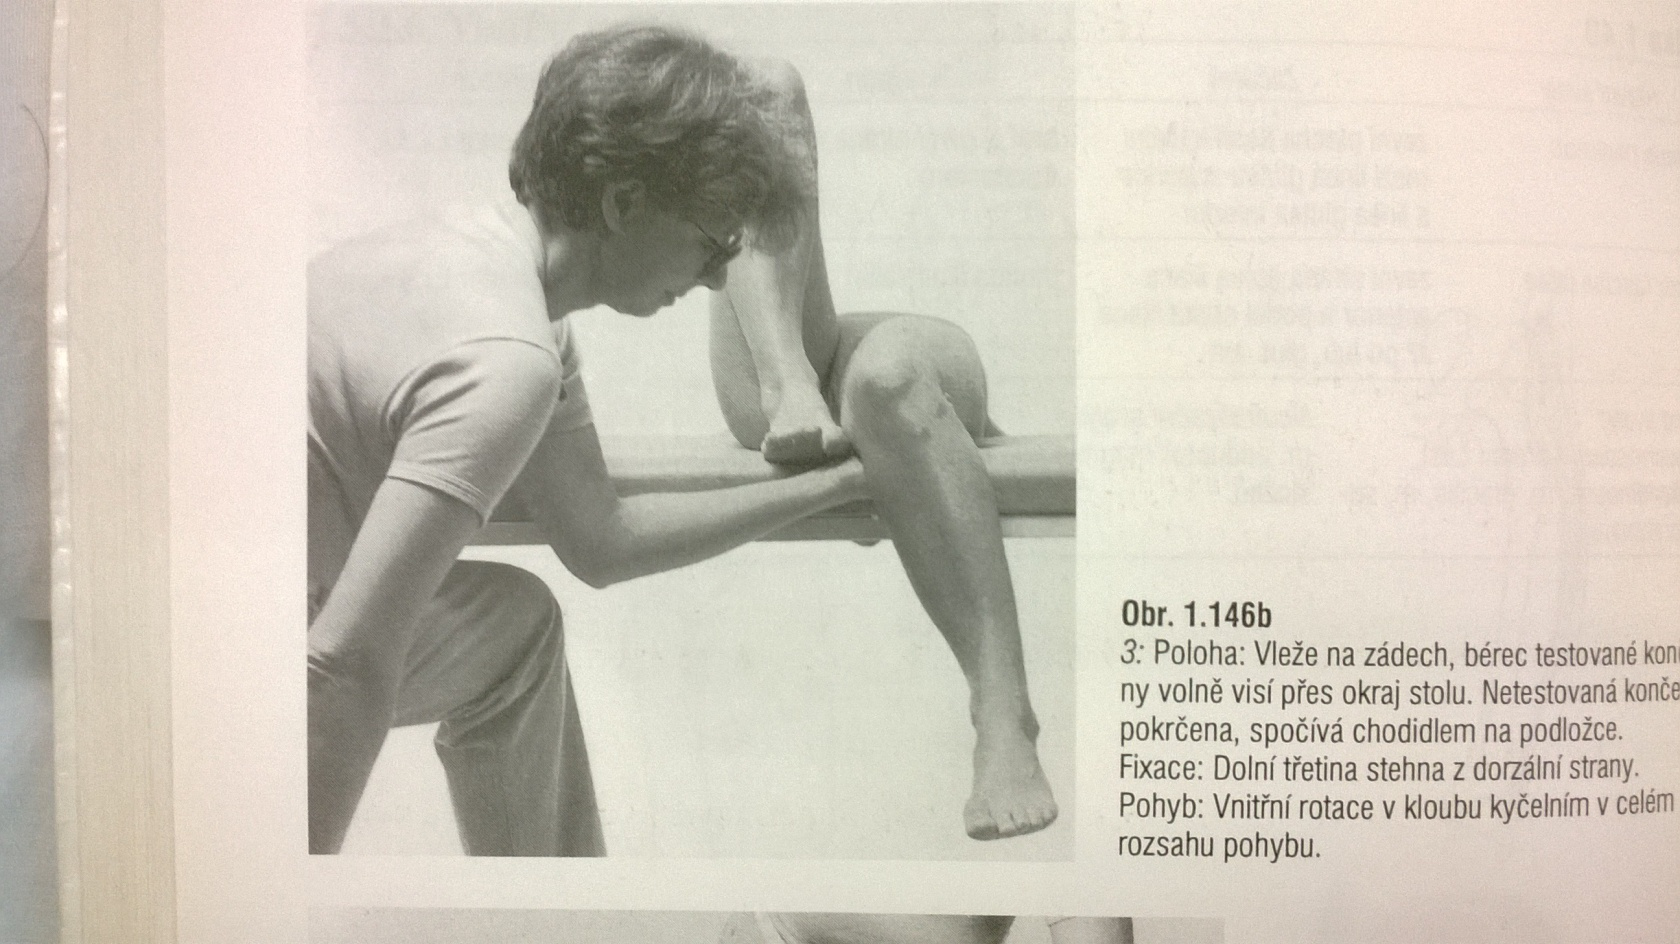 Obr. 1.146b
3: Poloha: Vleže na zádech, bérec testované kon
ny volně visí přes okraj stolu. Netestovaná konče
pokrčena, spočívá chodidlem na podložce.
Fixace: Dolní třetina stehna z dorzální strany.
Pohyb: Vnitřní rotace v kloubu kyčelním v celém
rozsahu pohybu.